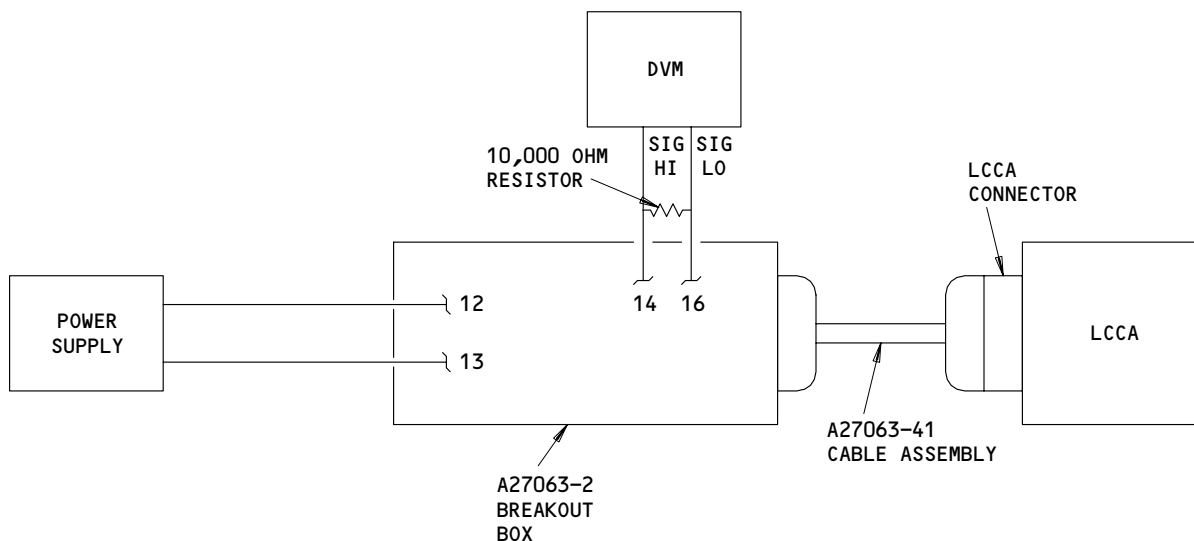 DVM
SIG
HI
SIG
LO
10,000 OHM
RESISTOR
LCCA
CONNECTOR
POWER
SUPPLY
12
13
14
16
LCCA
A27063-41
CABLE ASSEMBLY
A27063-2
BREAKOUT
BOX